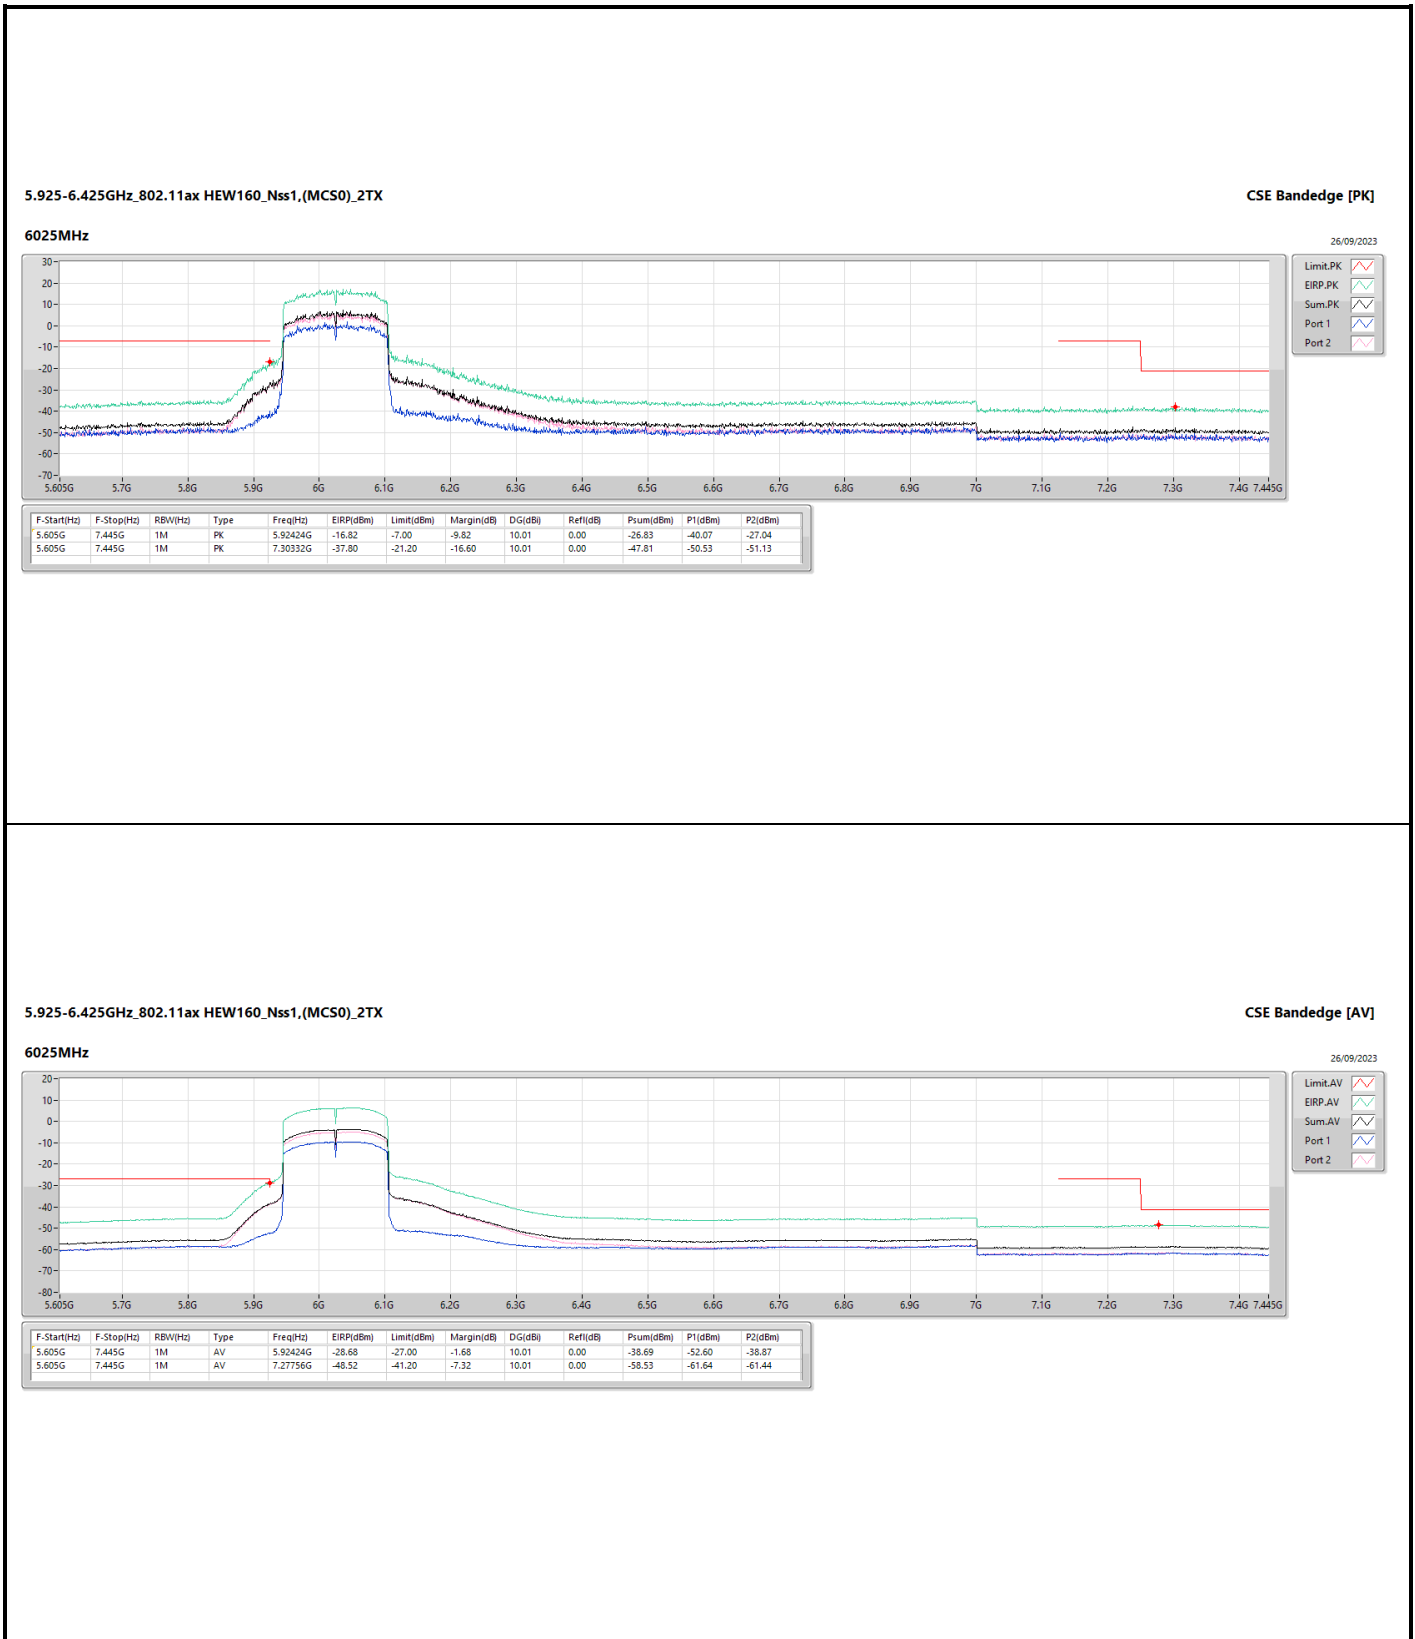 5.925-6.425GHz_802.11ax HEW160_Nss1,(MCS0)_2TX
CSE Bandedge [PK]
6025MHz
26/09/2023
30
20
10
0
-10
-20
-30
-40
-50
-60
-70
5.605G 5.7G 5.8G 5.9G 6G 6.1G 6.2G 6.3G 6.4G 6.5G 6.6G 6.7G 6.8G 6.9G 7G 7.1G 7.2G 7.3G 7.4G 7.445G
Limit.PK
EIRP.PK
Sum.PK
Port 1
Port 2
F-Start(Hz) F-Stop(Hz) RBW(Hz) Type Freq(Hz) EIRP(dBm) Limit(dBm) Margin(dB) DG(dBi) Refl(dB) Psum(dBm) P1(dBm) P2(dBm)
5.605G 7.445G 1M PK 5.92424G -16.82 -7.00 -9.82 10.01 0.00 -26.83 -40.07 -27.04
5.605G 7.445G 1M PK 7.30332G -37.80 -21.20 -16.60 10.01 0.00 -47.81 -50.53 -51.13
5.925-6.425GHz_802.11ax HEW160_Nss1,(MCS0)_2TX
CSE Bandedge [AV]
6025MHz
26/09/2023
20
10
0
-10
-20
-30
-40
-50
-60
-70
-80
5.605G 5.7G 5.8G 5.9G 6G 6.1G 6.2G 6.3G 6.4G 6.5G 6.6G 6.7G 6.8G 6.9G 7G 7.1G 7.2G 7.3G 7.4G 7.445G
Limit.AV
EIRP.AV
Sum.AV
Port 1
Port 2
F-Start(Hz) F-Stop(Hz) RBW(Hz) Type Freq(Hz) EIRP(dBm) Limit(dBm) Margin(dB) DG(dBi) Refl(dB) Psum(dBm) P1(dBm) P2(dBm)
5.605G 7.445G 1M AV 5.92424G -28.68 -27.00 -1.68 10.01 0.00 -38.69 -52.60 -38.87
5.605G 7.445G 1M AV 7.27756G -48.52 -41.20 -7.32 10.01 0.00 -58.53 -61.64 -61.44